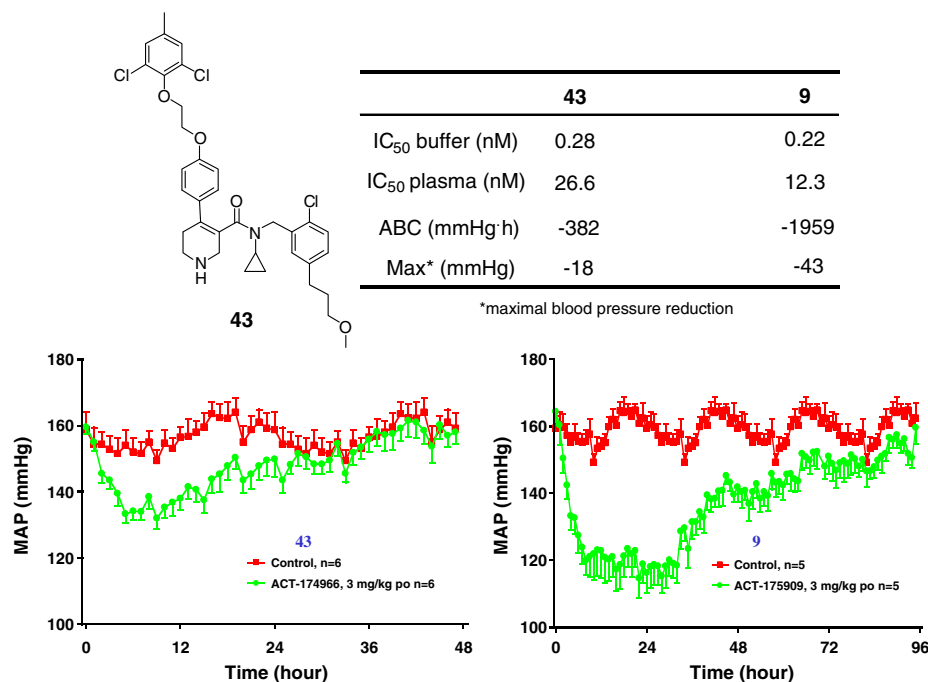 Cl
Cl
O
O
O
Cl
N
N
H
O
43
43 9
IC50 buffer (nM) 0.28 0.22
IC50 plasma (nM) 26.6 12.3
ABC (mmHg·h) -382 -1959
Max* (mmHg) -18 -43
*maximal blood pressure reduction
180
160
140
120
100
MAP (mmHg)
43
Control, n=6
ACT-174966, 3 mg/kg po n=6
0 12 24 36 48
Time (hour)
180
160
140
120
100
MAP (mmHg)
9
Control, n=5
ACT-175909, 3 mg/kg po n=5
0 24 48 72 96
Time (hour)